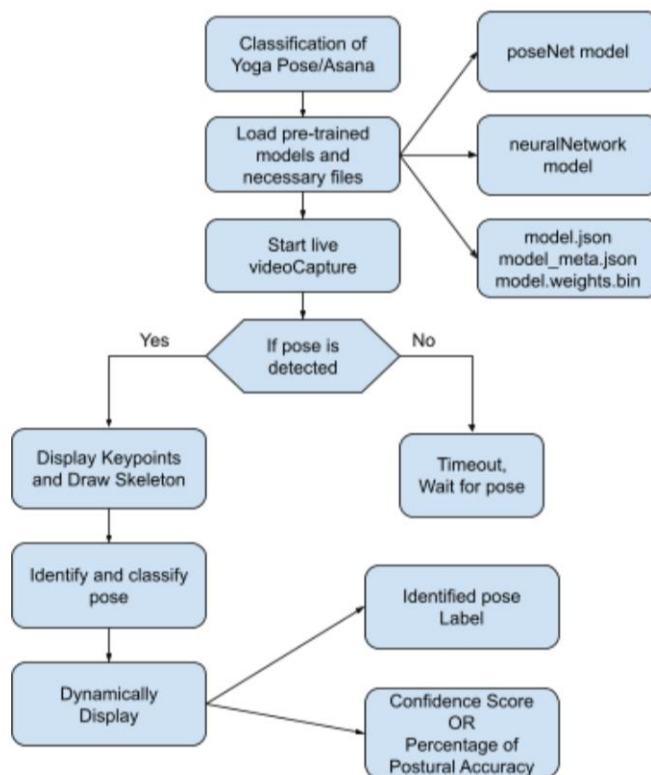 Classification of
Yoga Pose/Asana
poseNet model
Load pre-trained
models and
necessary files
neuralNetwork
model
Start live
videoCapture
model.json
model_meta.json
model.weights.bin
Yes
If pose is
detected
No
Display Keypoints
and Draw Skeleton
Timeout,
Wait for pose
Identify and classify
pose
Identified pose
Label
Dynamically
Display
Confidence Score
OR
Percentage of
Postural Accuracy